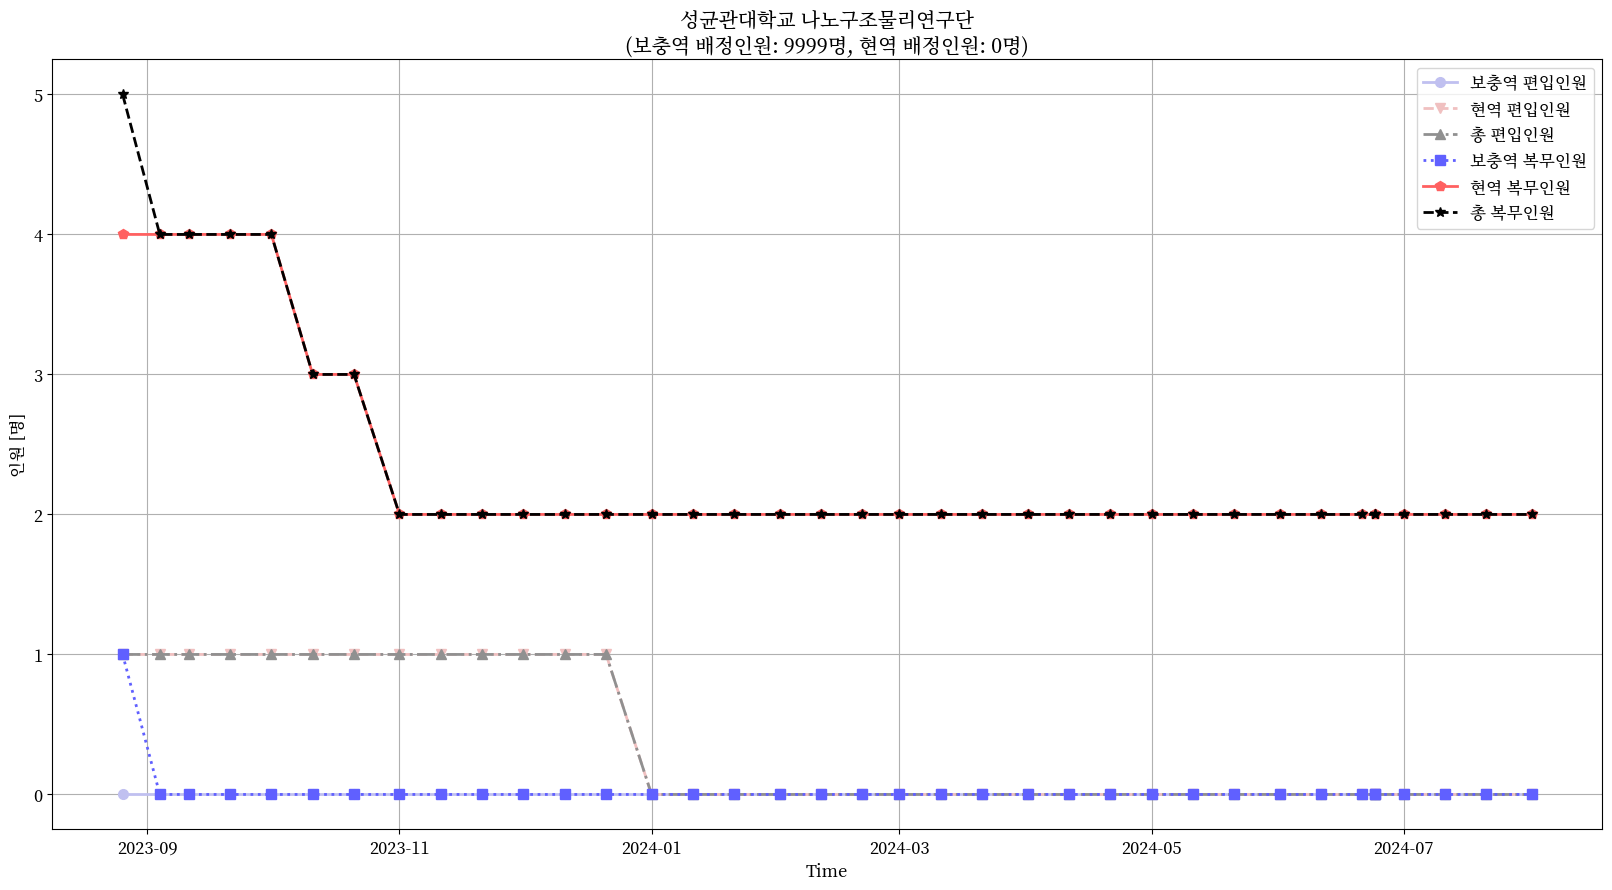 성균관대학교 나노구조물리연구단
(보충역 배정인원: 9999명, 현역 배정인원: 0명)
보충역 편입인원
현역 편입인원
총 편입인원
보충역 복무인원
현역 복무인원
총 복무인원
5
4
3
2
1
0
인원 [명]
2023-09 2023-11 2024-01 2024-03 2024-05 2024-07
Time